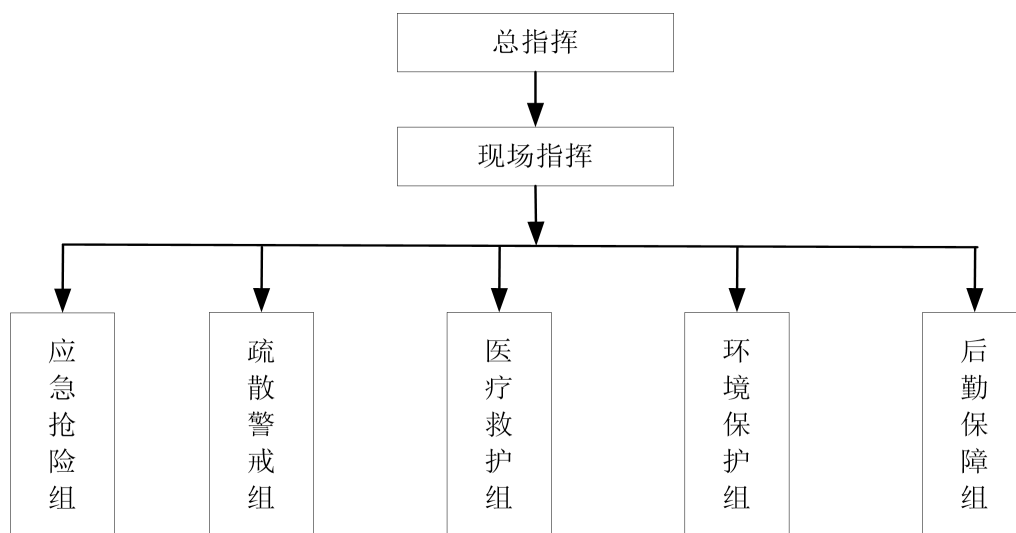 总指挥
现场指挥
应急抢险组
疏散警戒组
医疗救护组
环境保护组
后勤保障组